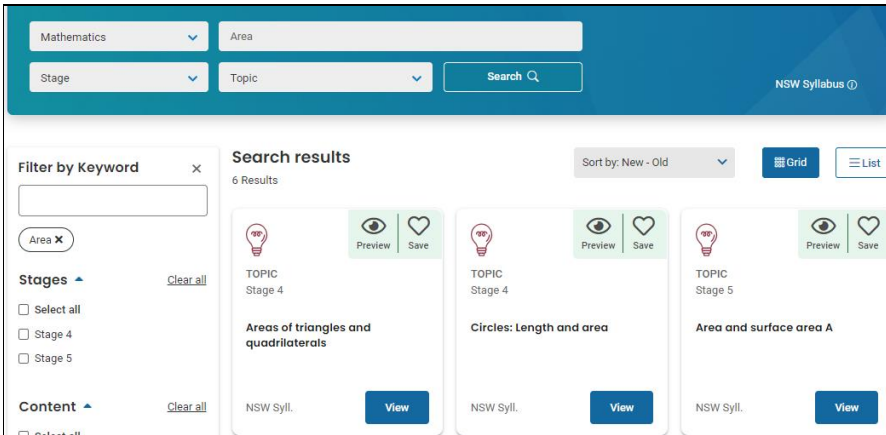 Mathematics
Area
Stage
Topic
Search
NSW Syllabus
Filter by Keyword
Area
Stages
Clear all
Select all
Stage 4
Stage 5
Content
Clear all
Select all
Search results
6 Results
Sort by: New - Old
Grid
List
Preview
Save
TOPIC
Stage 4
Areas of triangles and
quadrilaterals
NSW Syll.
View
Preview
Save
TOPIC
Stage 4
Circles: Length and area
NSW Syll.
View
Preview
Save
TOPIC
Stage 5
Area and surface area A
NSW Syll.
View